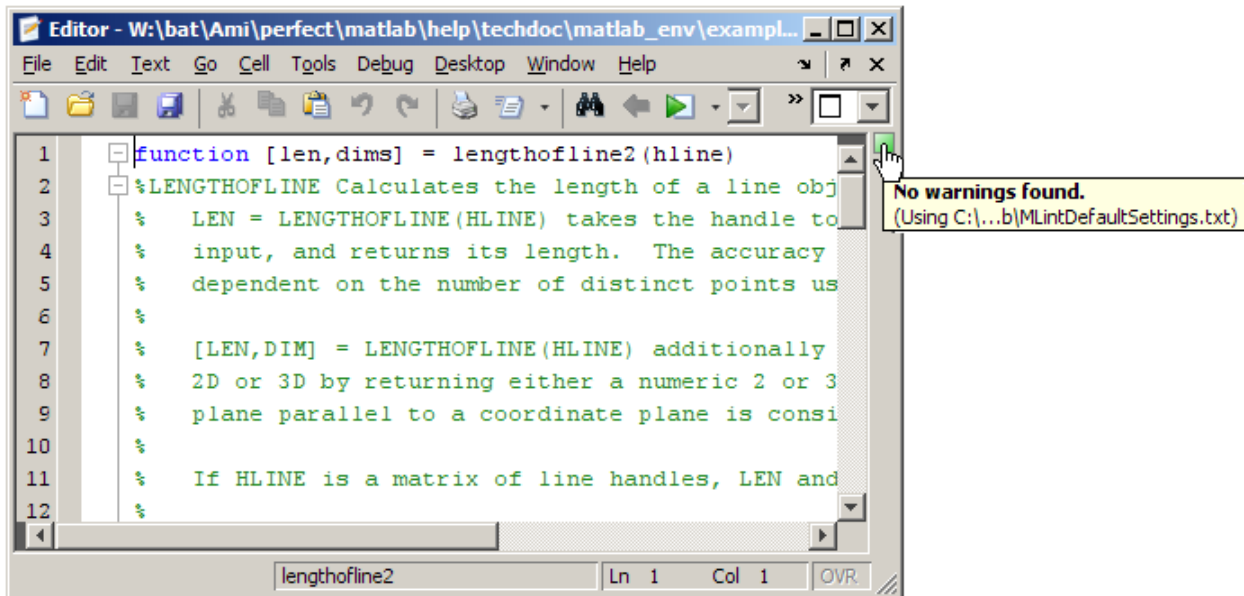 Editor - W:\bat\Ami\perfect\matlab\help\techdoc\matlab_env\exampl...
File Edit Text Go Cell Tools Debug Desktop Window Help
»
1 function [len,dims] = lengthofline2(hline)
2 %LENGTHOFLINE Calculates the length of a line obj
3 % LEN = LENGTHOFLINE(HLINE) takes the handle to
4 % input, and returns its length. The accuracy
5 % dependent on the number of distinct points us
6 %
7 % [LEN,DIM] = LENGTHOFLINE(HLINE) additionally
8 % 2D or 3D by returning either a numeric 2 or 3
9 % plane parallel to a coordinate plane is consi
10 %
11 % If HLINE is a matrix of line handles, LEN and
12 %
No warnings found.
(Using C:\...b\MLintDefaultSettings.txt)
lengthofline2 Ln 1 Col 1 OVR